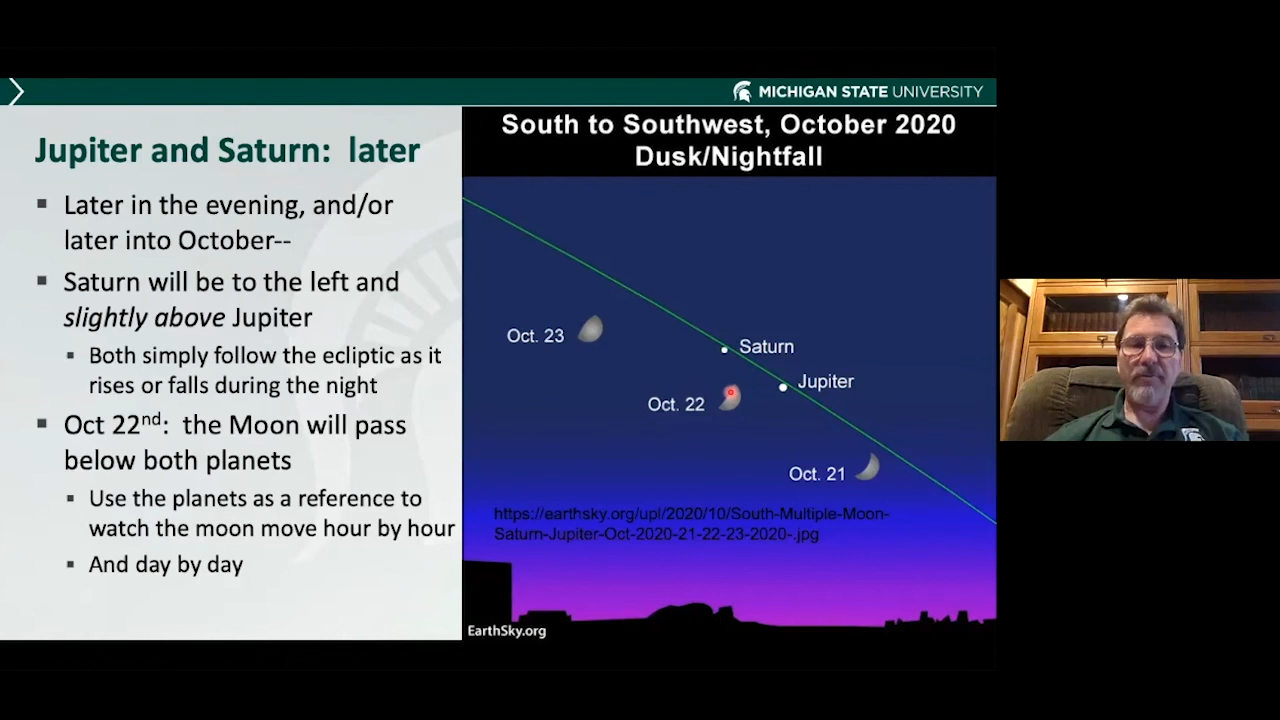 MICHIGAN STATE UNIVERSITY
Jupiter and Saturn: later
▪ Later in the evening, and/or
later into October--
▪ Saturn will be to the left and
slightly above Jupiter
▪ Both simply follow the ecliptic as it
rises or falls during the night
▪ Oct 22nd: the Moon will pass
below both planets
▪ Use the planets as a reference to
watch the moon move hour by hour
▪ And day by day
South to Southwest, October 2020
Dusk/Nightfall
Oct. 23
Saturn
Jupiter
Oct. 22
Oct. 21
https://earthsky.org/upl/2020/10/South-Multiple-Moon-
Saturn-Jupiter-Oct-2020-21-22-23-2020-.jpg
EarthSky.org